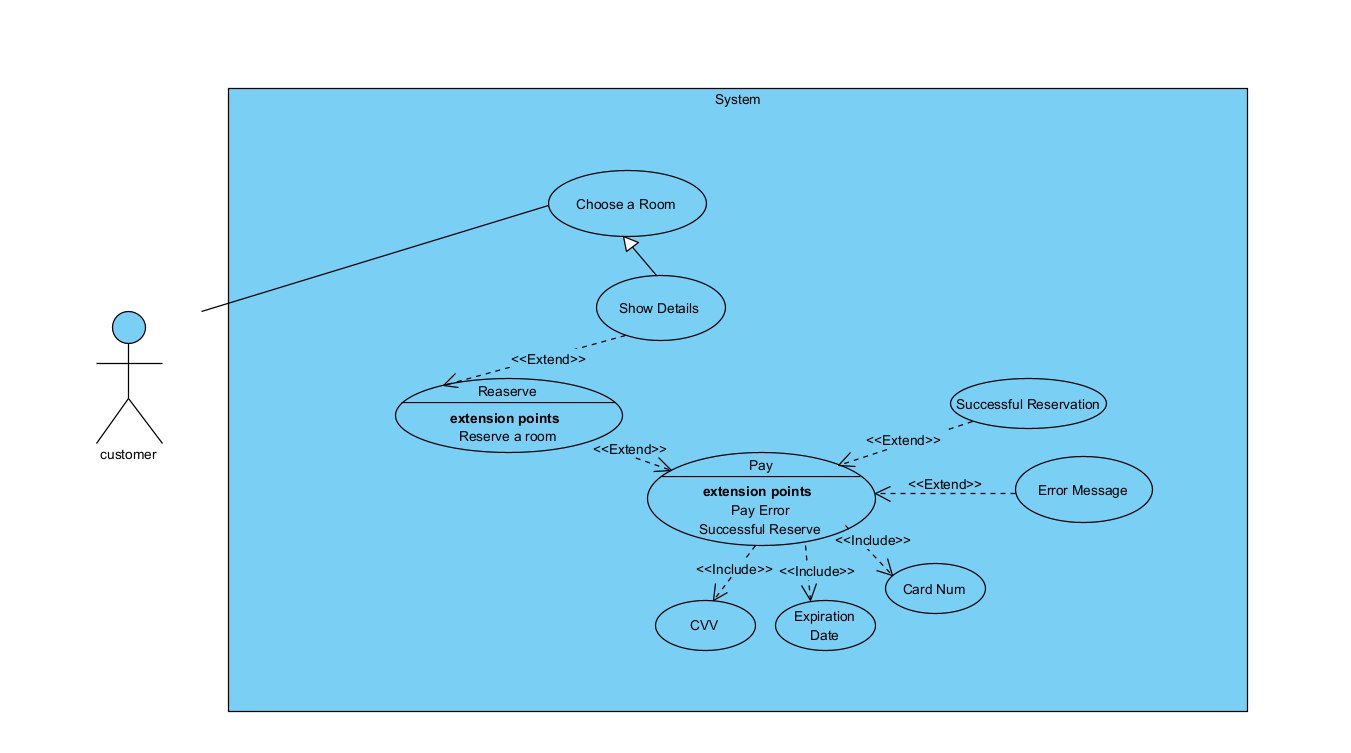 System
Choose a Room
Show Details
<<Extend>>
Reaserve
extension points
Reserve a room
<<Extend>>
Successful Reservation
<<Extend>>
Pay
extension points
Pay Error
Successful Reserve
<<Extend>>
Error Message
<<Include>>
<<Include>>
<<Include>>
Card Num
CVV
Expiration
Date
customer